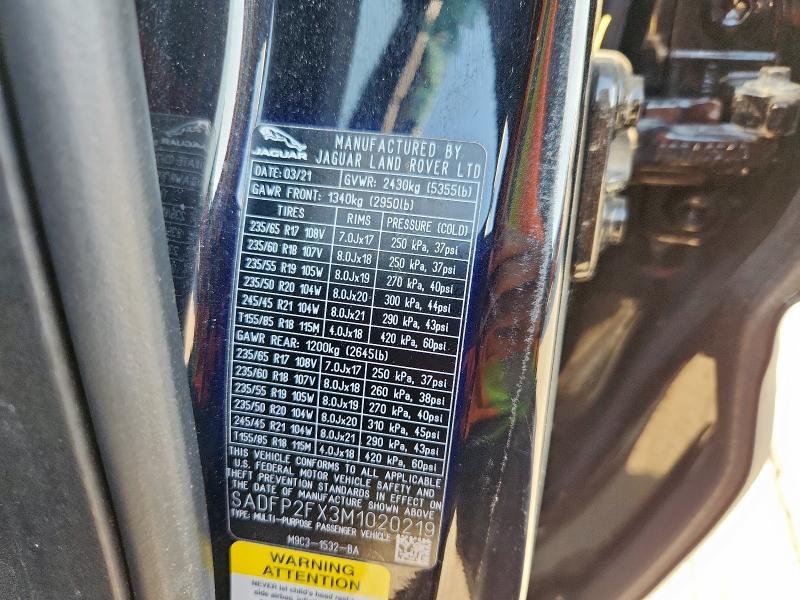 JAGUAR
MANUFACTURED BY
JAGUAR LAND ROVER LTD
DATE: 03/21 GVWR: 2430kg (5355lb)
GAWR FRONT: 1340kg (2950lb)
TIRES RIMS PRESSURE (COLD)
235/65 R17 108V 7.0Jx17 250 kPa, 37psi
235/60 R18 107V 8.0Jx18 250 kPa, 37psi
235/55 R19 105W 8.0Jx19 270 kPa, 40psi
235/50 R20 104W 8.0Jx20 300 kPa, 44psi
245/45 R21 104W 8.0Jx21 290 kPa, 43psi
T155/85 R18 115M 4.0Jx18 420 kPa, 60psi
GAWR REAR: 1200kg (2645lb)
235/65 R17 108V 7.0Jx17 250 kPa, 37psi
235/60 R18 107V 8.0Jx18 260 kPa, 38psi
235/55 R19 105W 8.0Jx19 270 kPa, 40psi
235/50 R20 104W 8.0Jx20 310 kPa, 45psi
245/45 R21 104W 8.0Jx21 290 kPa, 43psi
T155/85 R18 115M 4.0Jx18 420 kPa, 60psi
THIS VEHICLE CONFORMS TO ALL APPLICABLE
U.S. FEDERAL MOTOR VEHICLE SAFETY AND
THEFT PREVENTION STANDARDS IN EFFECT ON
THE DATE OF MANUFACTURE SHOWN ABOVE
SADFP2FX3M1020219
TYPE: MULTI-PURPOSE PASSENGER VEHICLE
M9C3-1532-BA
WARNING
ATTENTION
NEVER let child's head rest